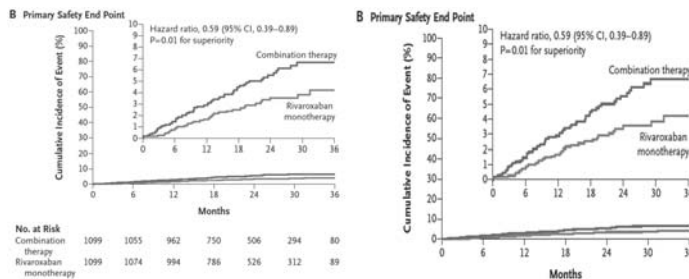 B Primary Safety End Point
Cumulative Incidence of Event (%)
100
90
80
70
60
50
40
30
20
10
0
10
9
8
7
6
5
4
3
2
1
0
Hazard ratio, 0.59 (95% CI, 0.39–0.89)
P=0.01 for superiority
Combination therapy
Rivaroxaban
monotherapy
0 6 12 18 24 30 36
0 6 12 18 24 30 36
Months
No. at Risk
Combination therapy 1099 1055 962 750 506 294 80
Rivaroxaban monotherapy 1099 1074 994 786 526 312 89
B Primary Safety End Point
Cumulative Incidence of Event (%)
100
90
80
70
60
50
40
30
20
10
0
10
9
8
7
6
5
4
3
2
1
0
Hazard ratio, 0.59 (95% CI, 0.39–0.89)
P=0.01 for superiority
Combination therapy
Rivaroxaban
monotherapy
0 6 12 18 24 30 36
0 6 12 18 24 30 36
Months